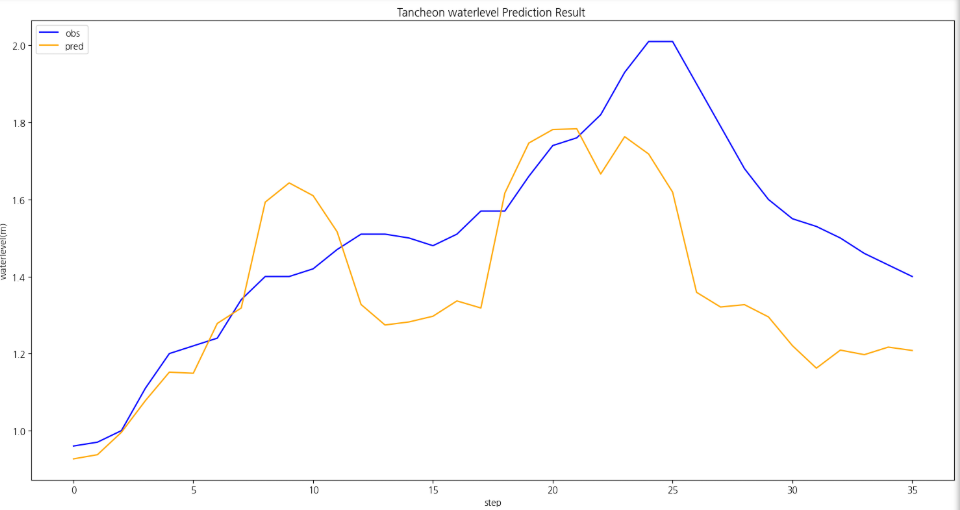 Tancheon waterlevel Prediction Result
obs
pred
2.0
1.8
1.6
1.4
1.2
1.0
waterlevel(m)
0 5 10 15 20 25 30 35
step